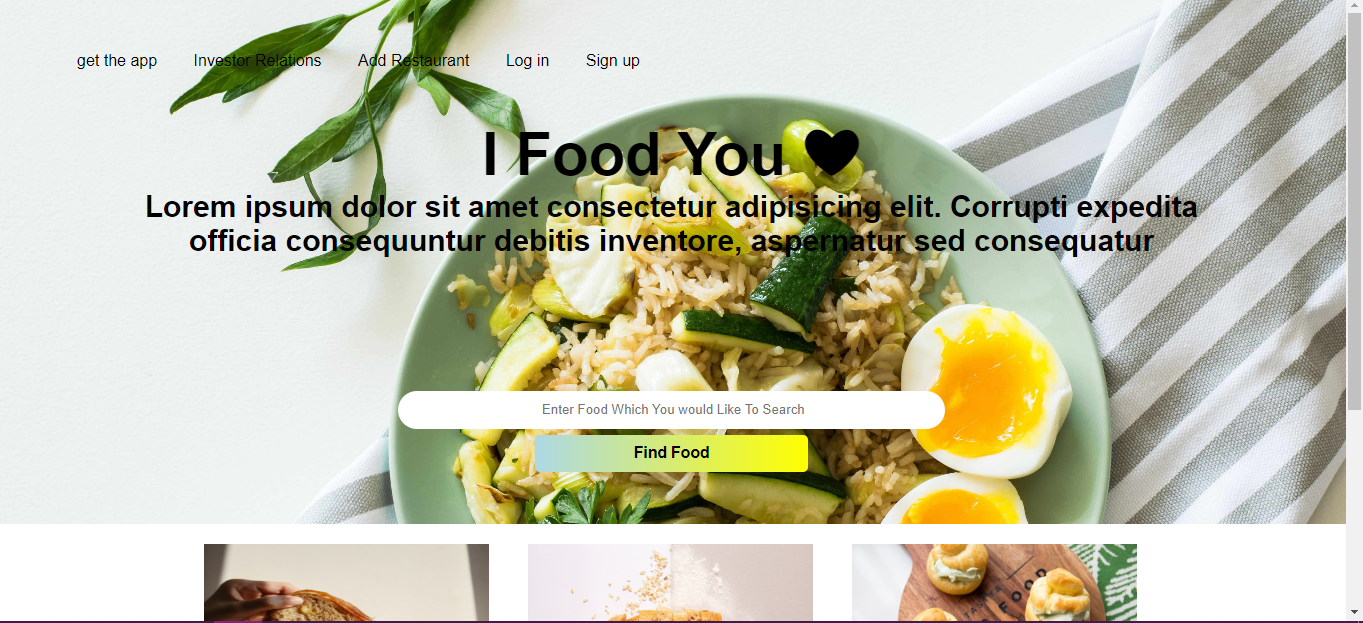 get the app Investor Relations Add Restaurant Log in Sign up
I Food You 🖤
Lorem ipsum dolor sit amet consectetur adipisicing elit. Corrupti expedita
officia consequuntur debitis inventore, aspernatur sed consequatur
Enter Food Which You would Like To Search
Find Food
FOOD